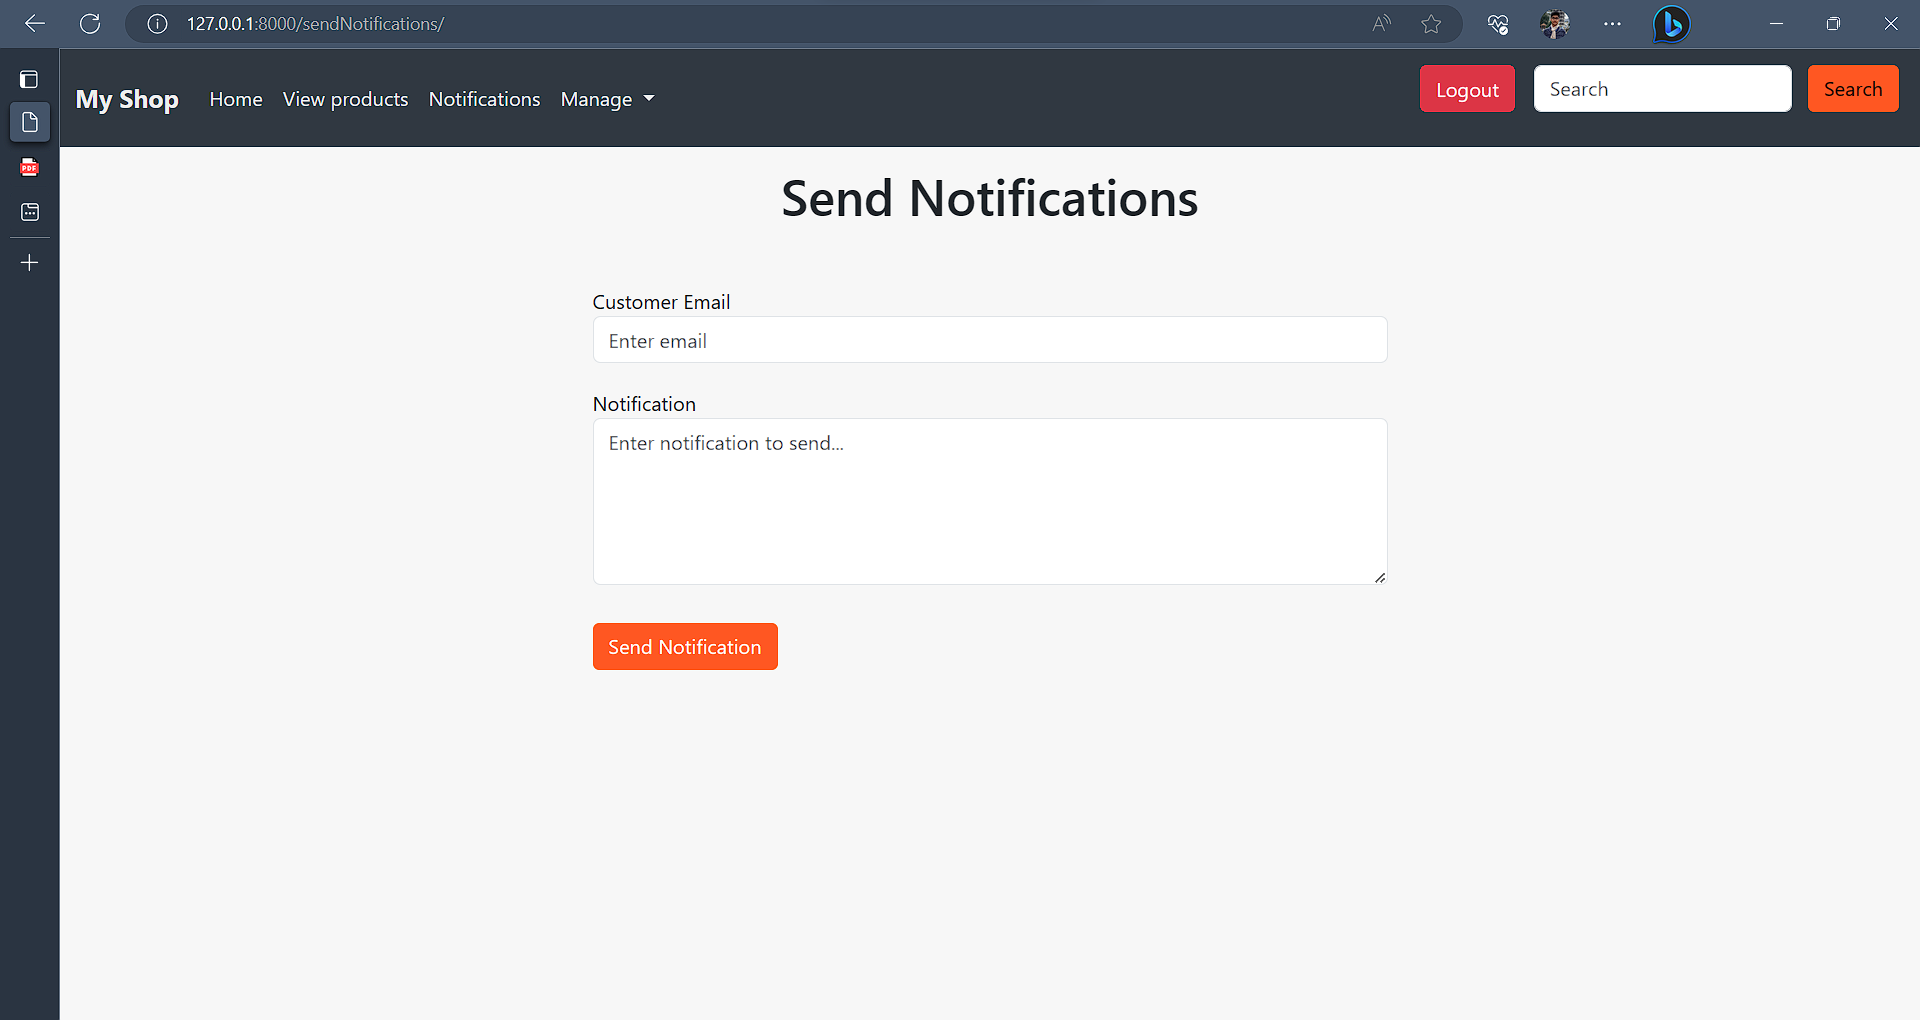 127.0.0.1:8000/sendNotifications/
My Shop Home View products Notifications Manage Logout Search Search
PDF
Send Notifications
Customer Email
Enter email
Notification
Enter notification to send...
Send Notification